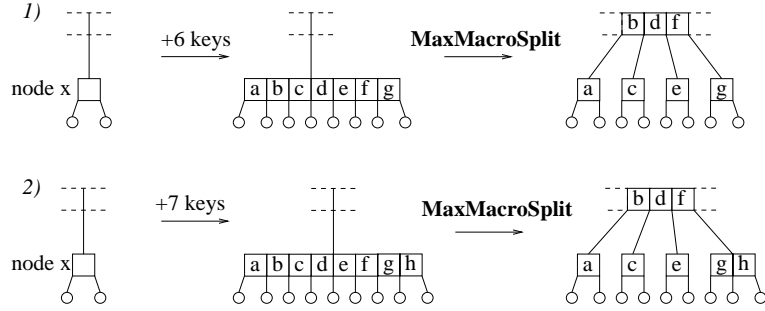 1)
+6 keys MaxMacroSplit
b d f
node x
a b c d e f g
a c e g
2)
+7 keys MaxMacroSplit
b d f
node x
a b c d e f g h
a c e g h